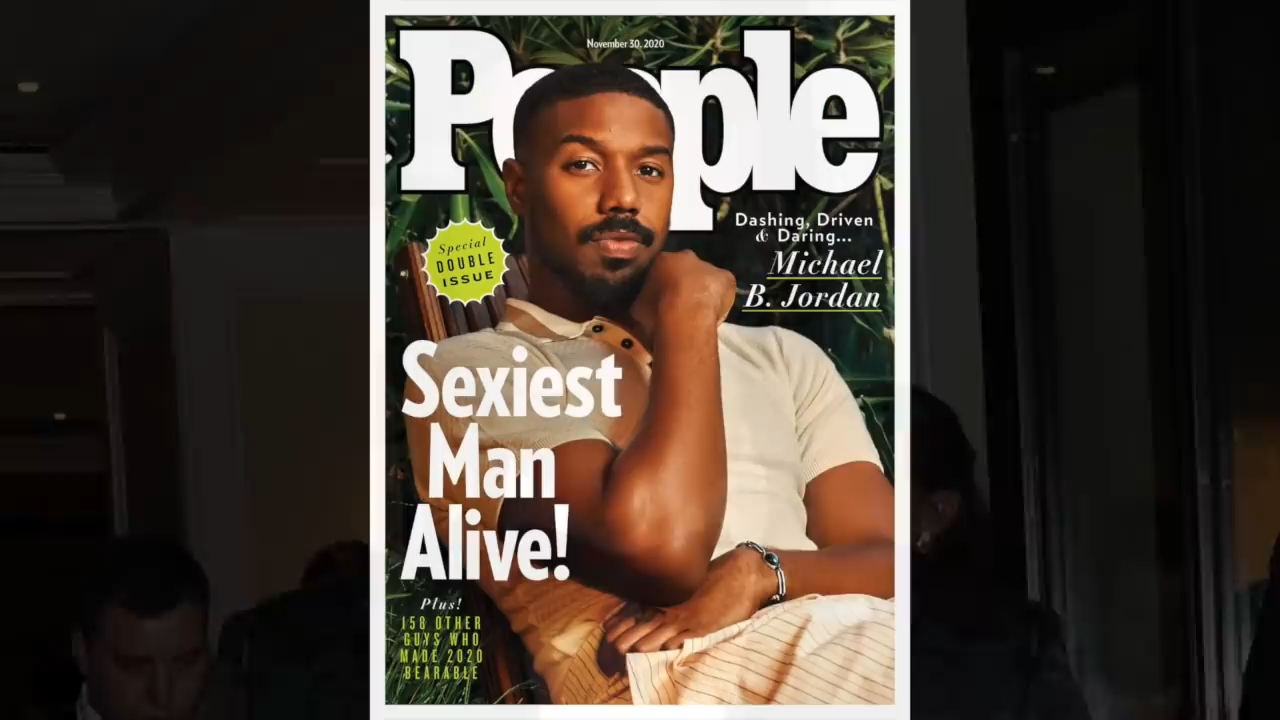 November 30, 2020
People
Dashing, Driven
& Daring...
Michael
B. Jordan
Special
DOUBLE
ISSUE
Sexiest
Man
Alive!
Plus!
158 OTHER
GUYS WHO
MADE 2020
BEARABLE